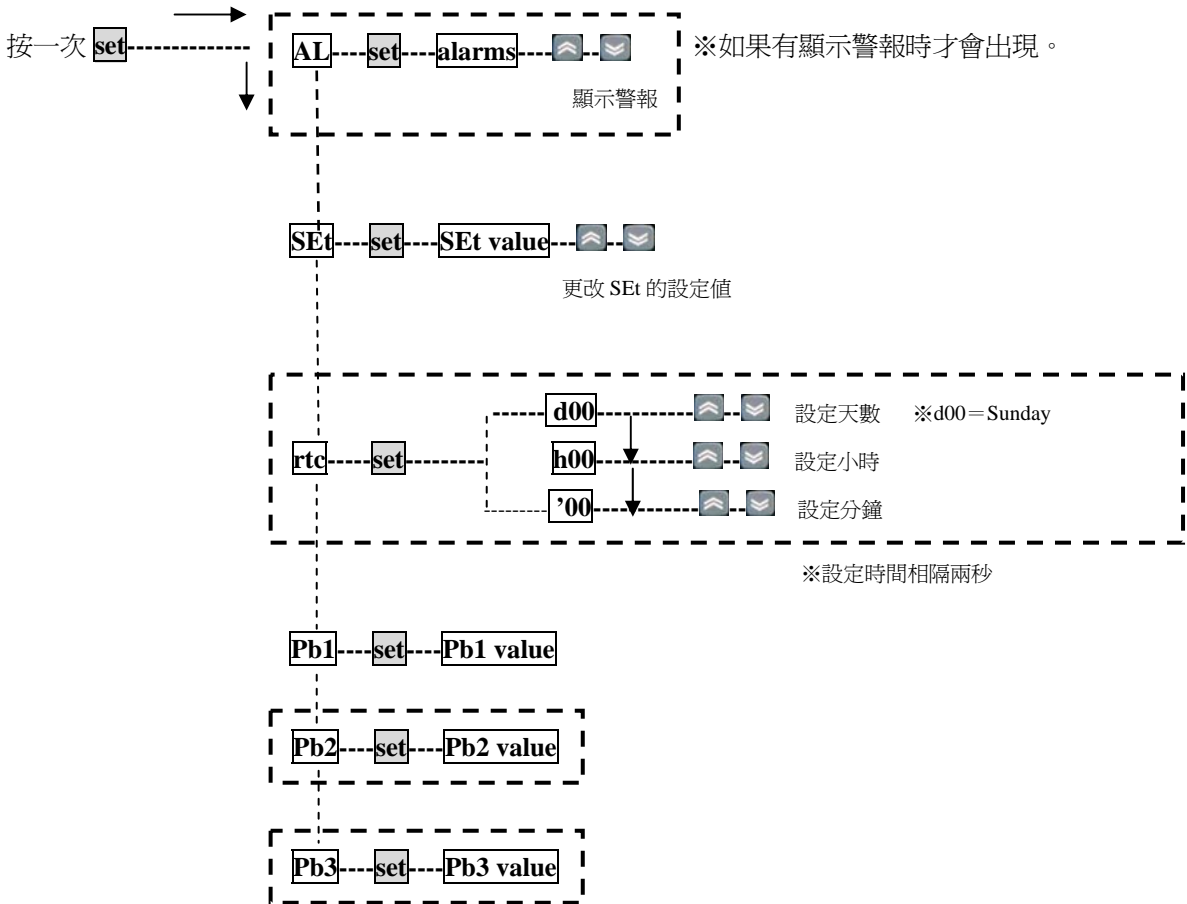 按一次 set
AL set alarms ※如果有顯示警報時才會出現。
顯示警報
SEt set SEt value
更改 SEt 的設定值
d00 設定天數 ※d00＝Sunday
rtc set h00 設定小時
’00 設定分鐘
※設定時間相隔兩秒
Pb1 set Pb1 value
Pb2 set Pb2 value
Pb3 set Pb3 value